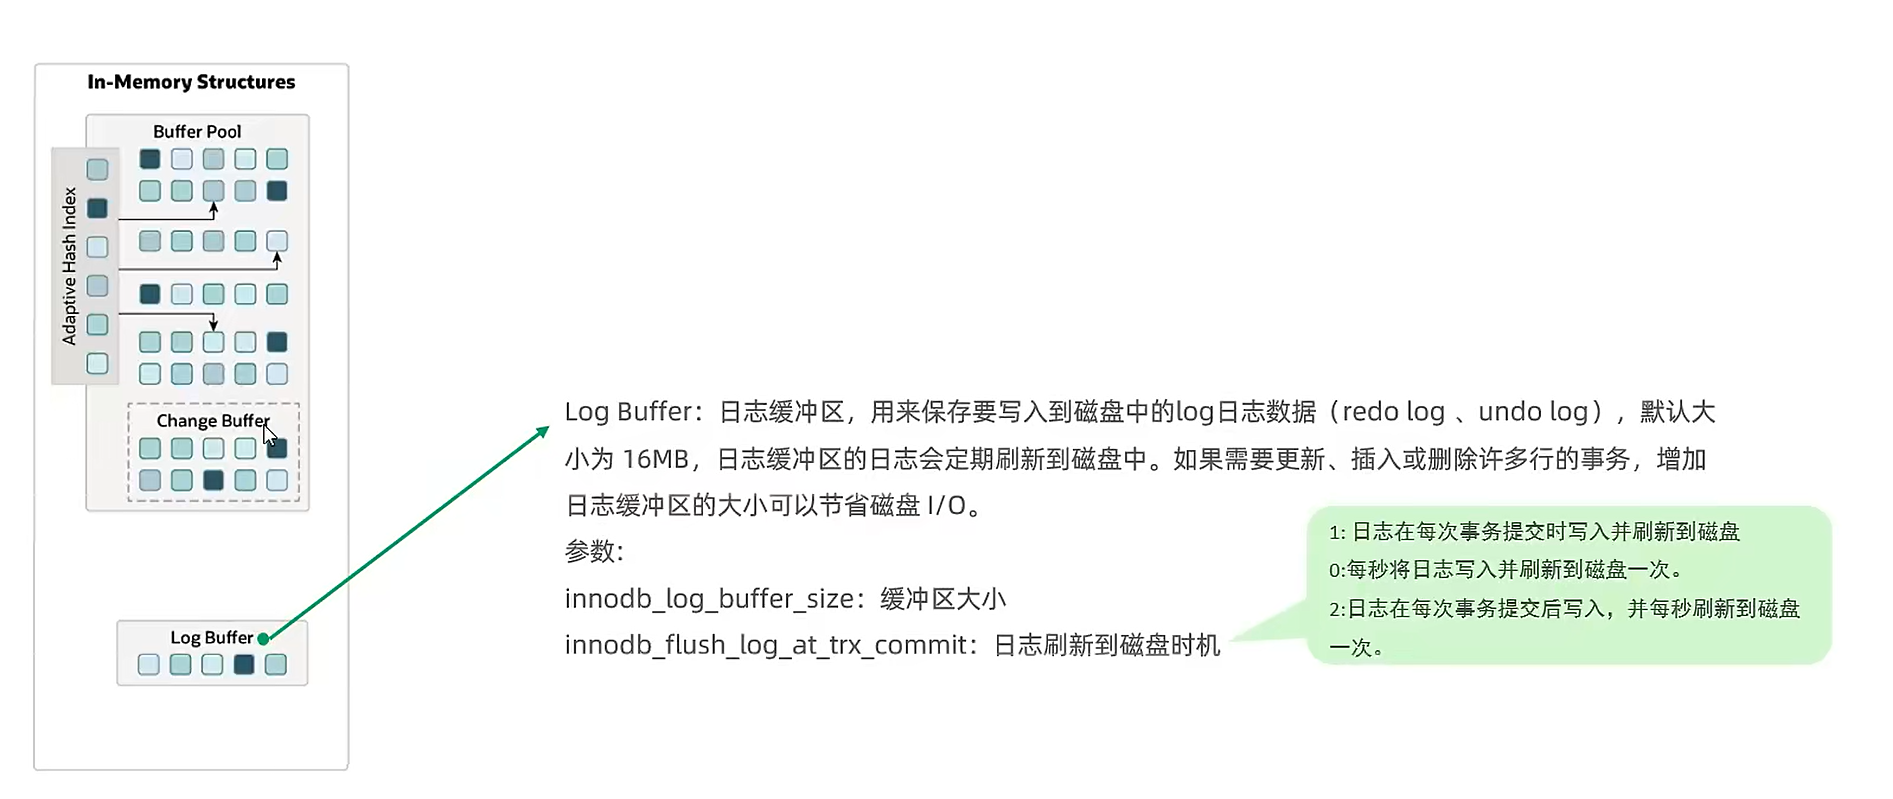 In-Memory Structures
Buffer Pool
Adaptive Hash Index
Change Buffer
Log Buffer
Log Buffer：日志缓冲区，用来保存要写入到磁盘中的log日志数据（redo log 、undo log），默认大
小为 16MB，日志缓冲区的日志会定期刷新到磁盘中。如果需要更新、插入或删除许多行的事务，增加
日志缓冲区的大小可以节省磁盘 I/O。
参数:
innodb_log_buffer_size：缓冲区大小
innodb_flush_log_at_trx_commit：日志刷新到磁盘时机
1: 日志在每次事务提交时写入并刷新到磁盘
0:每秒将日志写入并刷新到磁盘一次。
2:日志在每次事务提交后写入，并每秒刷新到磁盘
一次。